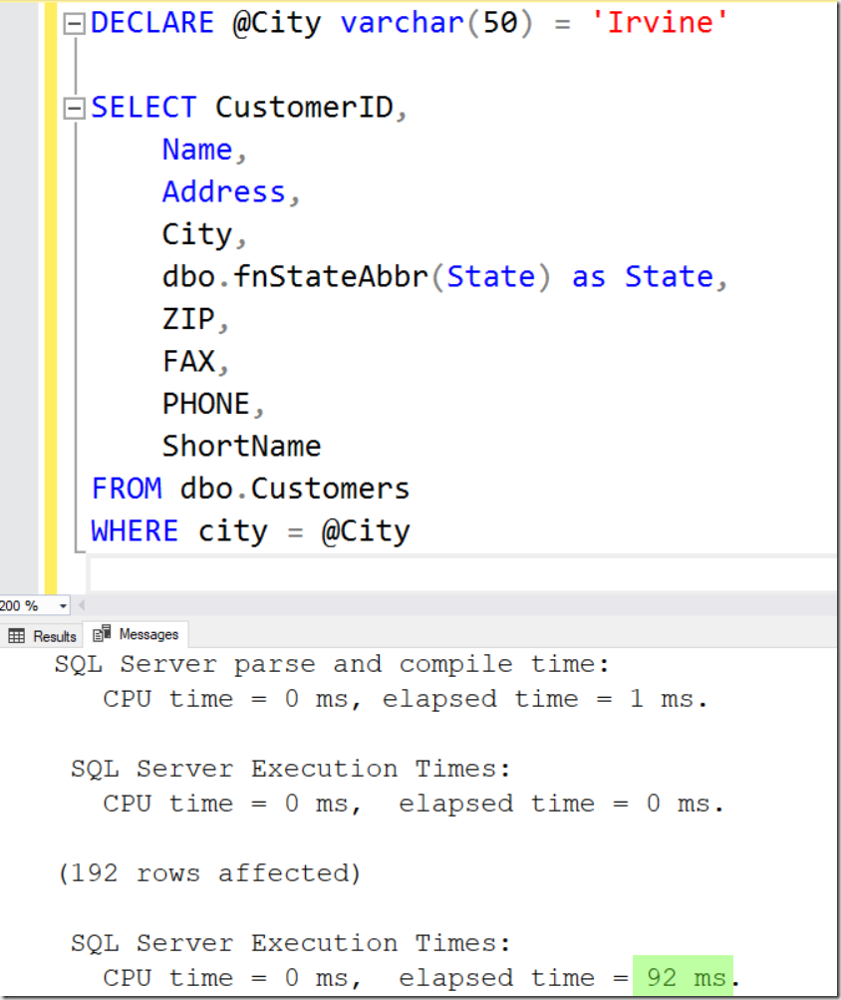 DECLARE @City varchar(50) = 'Irvine'
SELECT CustomerID,
Name,
Address,
City,
dbo.fnStateAbbr(State) as State,
ZIP,
FAX,
PHONE,
ShortName
FROM dbo.Customers
WHERE city = @City
200 %
Results Messages
SQL Server parse and compile time:
CPU time = 0 ms, elapsed time = 1 ms.
SQL Server Execution Times:
CPU time = 0 ms,  elapsed time = 0 ms.
(192 rows affected)
SQL Server Execution Times:
CPU time = 0 ms,  elapsed time = 92 ms.